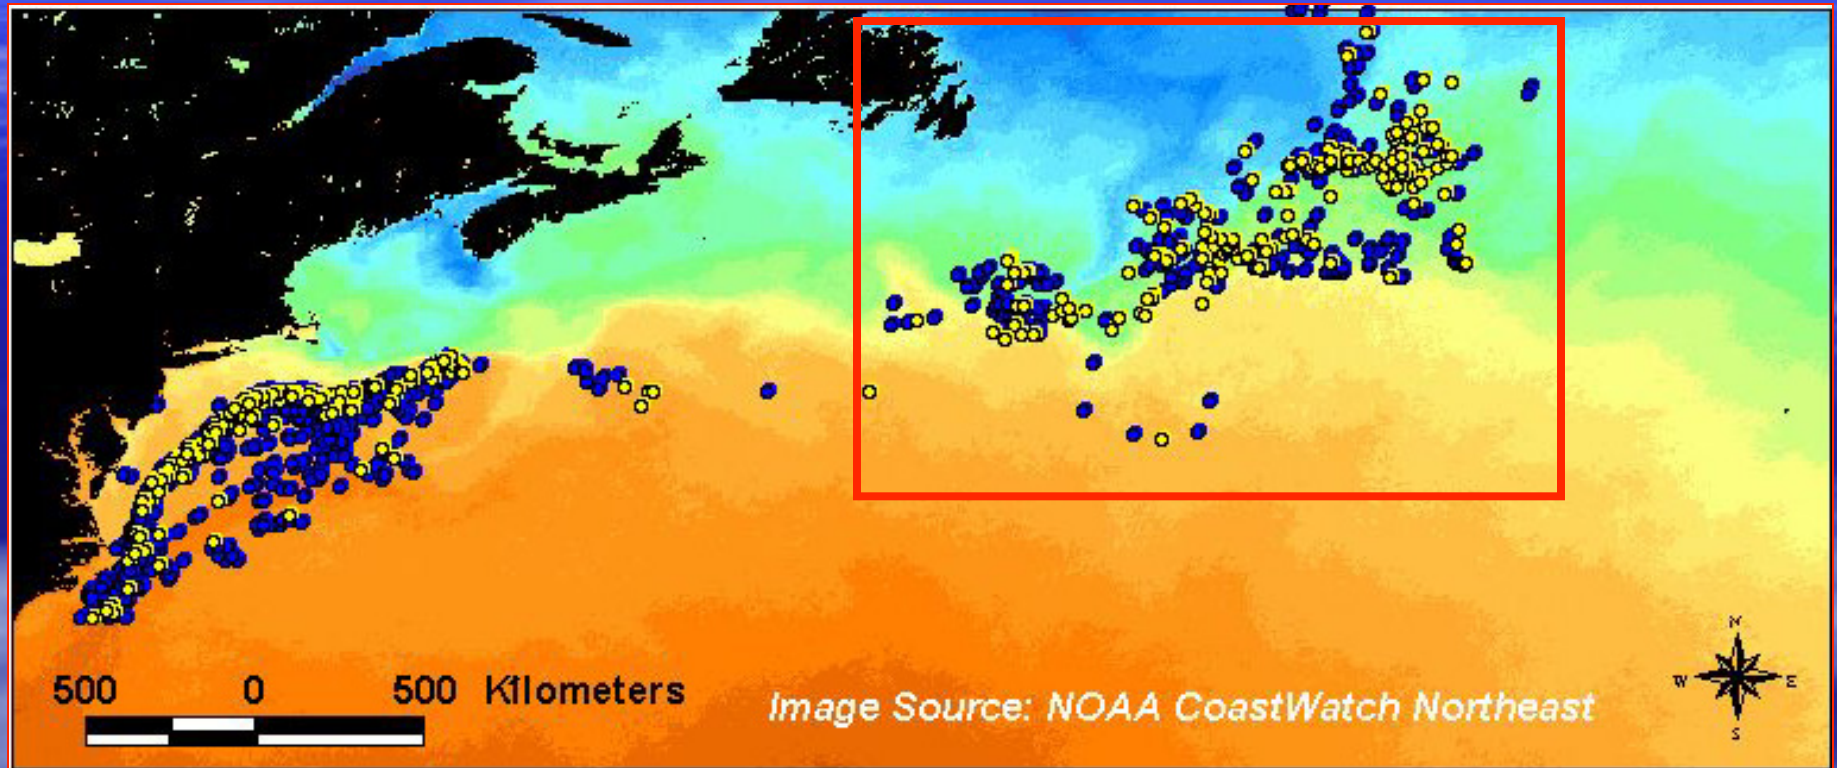 N
W E
S
500 0 500 Kilometers
Image Source: NOAA CoastWatch Northeast